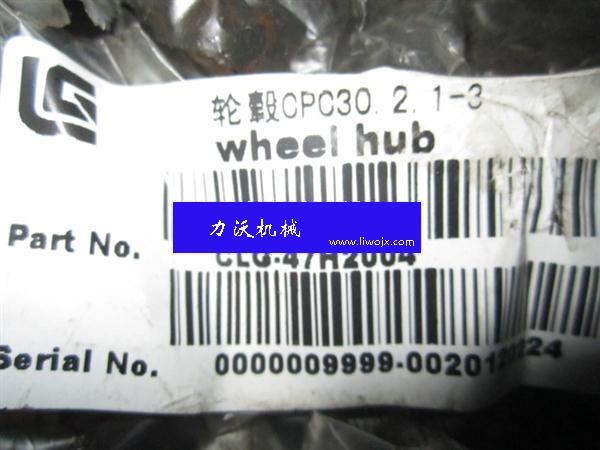 轮毂CPC30.2.1-3
wheel hub
力沃机械
www.liwojx.com
Part No.
CLG-47H2004
Serial No.
0000009999-0020120224